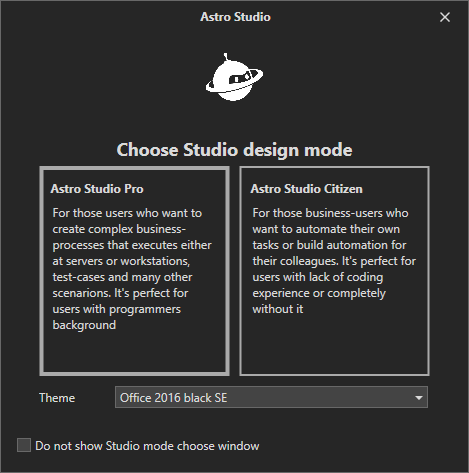 Astro Studio
Choose Studio design mode
Astro Studio Pro
For those users who want to
create complex business-
processes that executes either
at servers or workstations,
test-cases and many other
scenarions. It's perfect for
users with programmers
background
Astro Studio Citizen
For those business-users who
want to automate their own
tasks or build automation for
their colleagues. It's perfect for
users with lack of coding
experience or completely
without it
Theme
Office 2016 black SE
Do not show Studio mode choose window